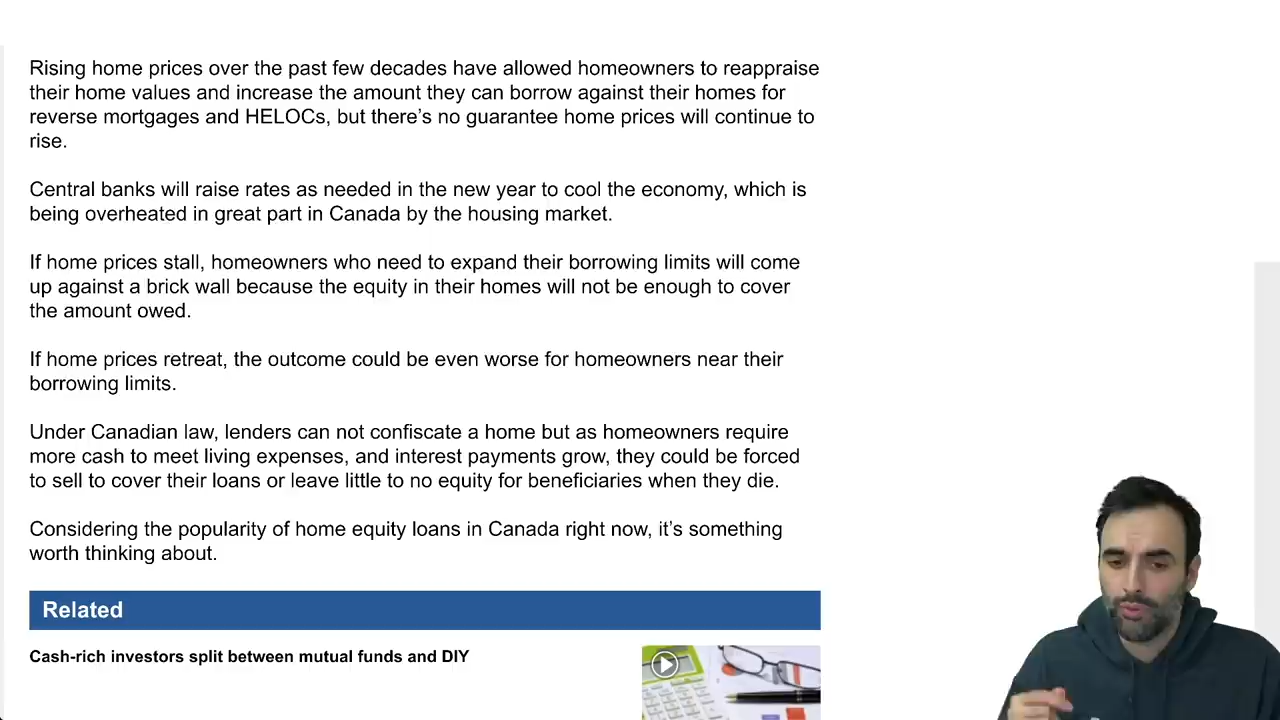 Rising home prices over the past few decades have allowed homeowners to reappraise
their home values and increase the amount they can borrow against their homes for
reverse mortgages and HELOCs, but there's no guarantee home prices will continue to
rise.
Central banks will raise rates as needed in the new year to cool the economy, which is
being overheated in great part in Canada by the housing market.
If home prices stall, homeowners who need to expand their borrowing limits will come
up against a brick wall because the equity in their homes will not be enough to cover
the amount owed.
If home prices retreat, the outcome could be even worse for homeowners near their
borrowing limits.
Under Canadian law, lenders can not confiscate a home but as homeowners require
more cash to meet living expenses, and interest payments grow, they could be forced
to sell to cover their loans or leave little to no equity for beneficiaries when they die.
Considering the popularity of home equity loans in Canada right now, it's something
worth thinking about.
Related
Cash-rich investors split between mutual funds and DIY